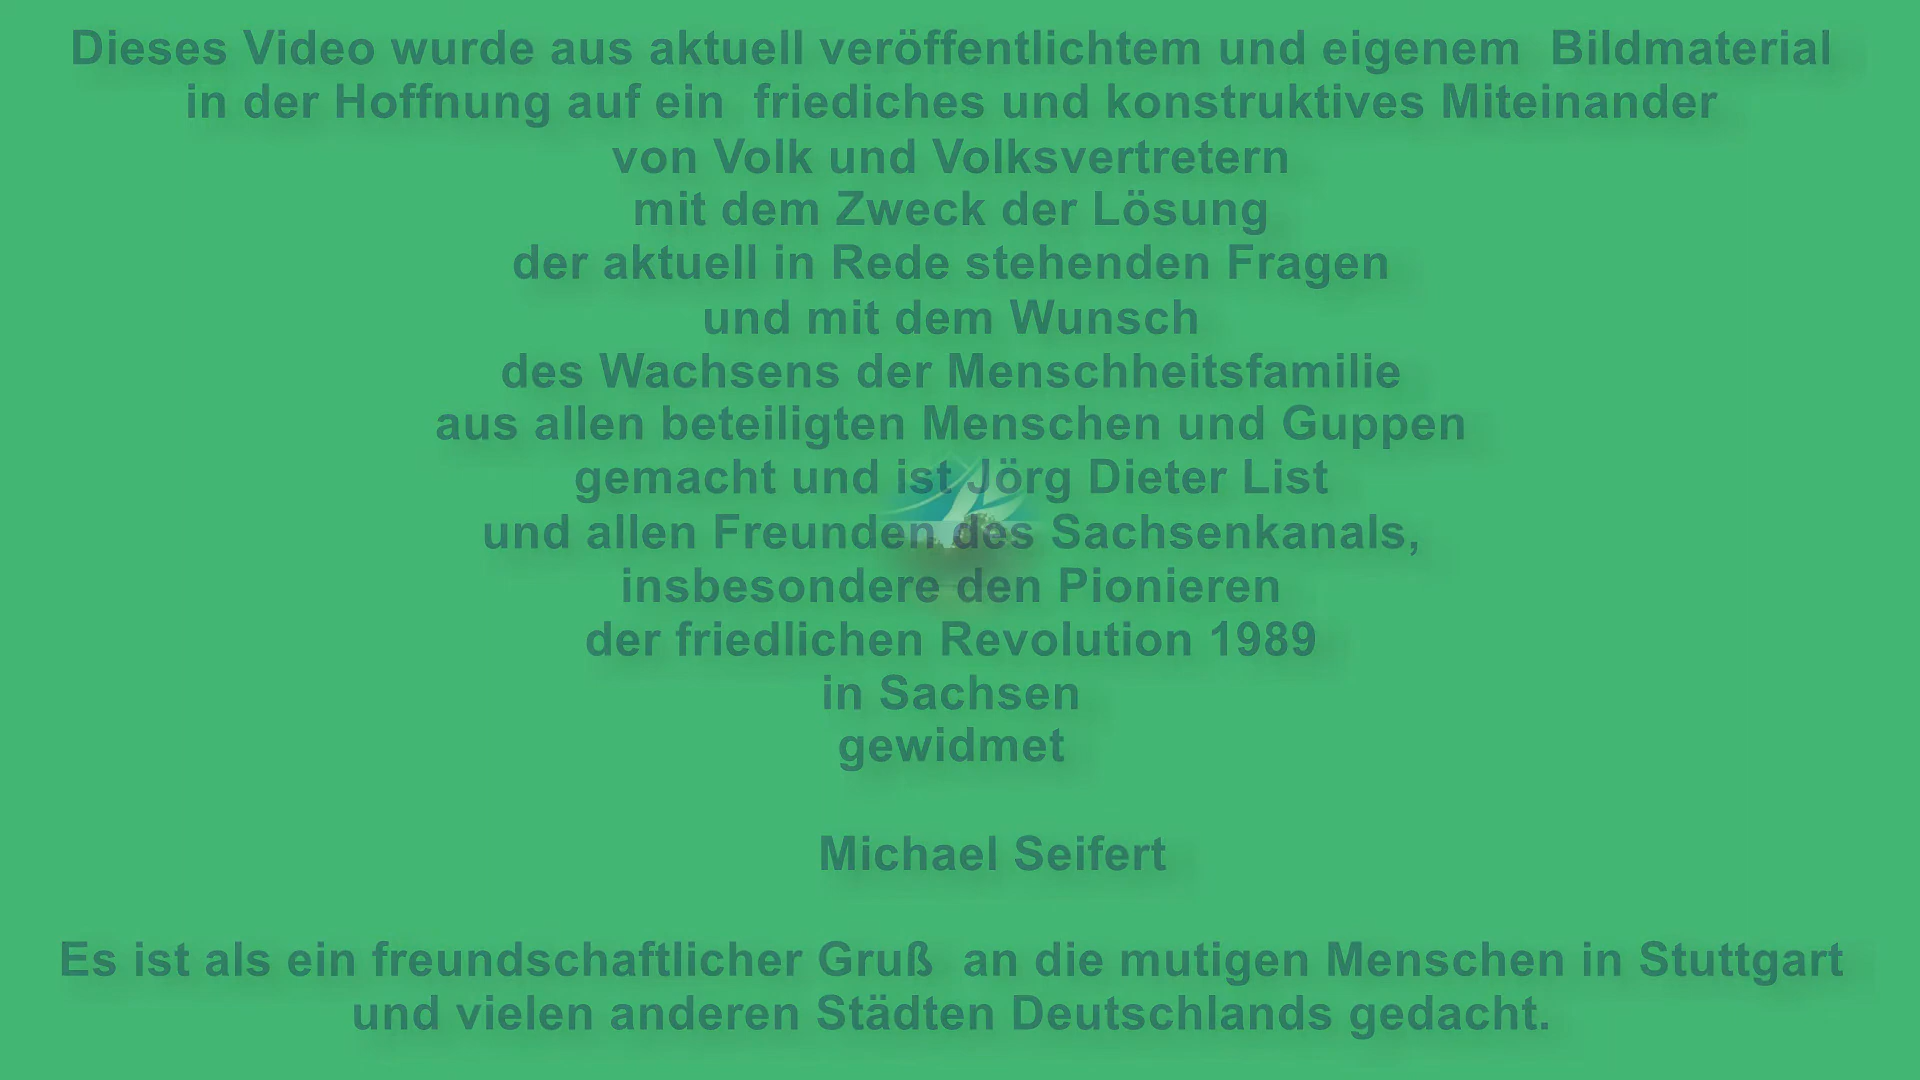 Dieses Video wurde aus aktuell veröffentlichtem und eigenem Bildmaterial
in der Hoffnung auf ein friediches und konstruktives Miteinander
von Volk und Volksvertretern
mit dem Zweck der Lösung
der aktuell in Rede stehenden Fragen
und mit dem Wunsch
des Wachsens der Menschheitsfamilie
aus allen beteiligten Menschen und Guppen
gemacht und ist Jörg Dieter List
und allen Freunden des Sachsenkanals,
insbesondere den Pionieren
der friedlichen Revolution 1989
in Sachsen
gewidmet
Michael Seifert
Es ist als ein freundschaftlicher Gruß an die mutigen Menschen in Stuttgart
und vielen anderen Städten Deutschlands gedacht.